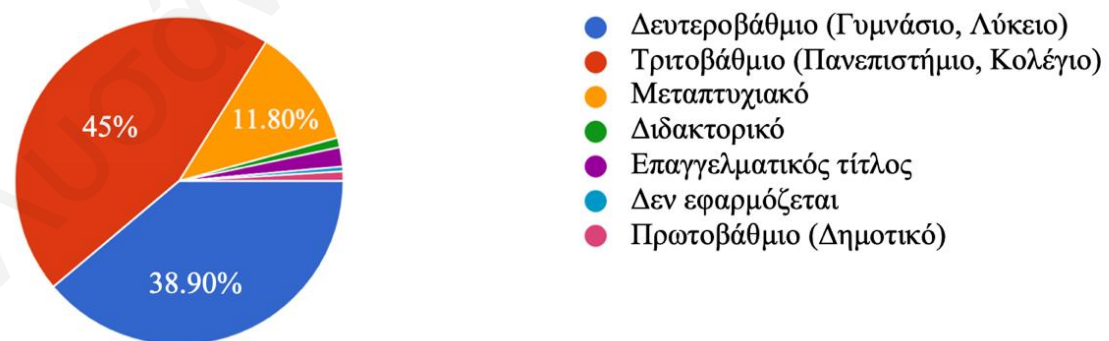 45%
11.80%
38.90%
Δευτεροβάθμιο (Γυμνάσιο, Λύκειο)
Τριτοβάθμιο (Πανεπιστήμιο, Κολέγιο)
Μεταπτυχιακό
Διδακτορικό
Επαγγελματικός τίτλος
Δεν εφαρμόζεται
Πρωτοβάθμιο (Δημοτικό)